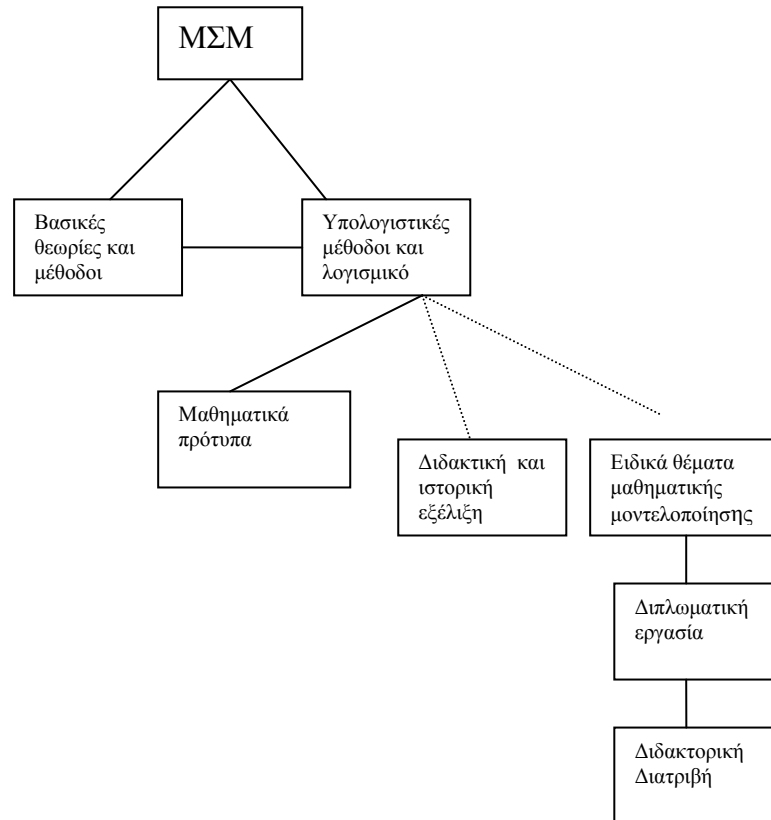 ΜΣΜ
Βασικές
θεωρίες και
μέθοδοι
Υπολογιστικές
μέθοδοι και
λογισμικό
Μαθηματικά
πρότυπα
Διδακτική και
ιστορική
εξέλιξη
Ειδικά θέματα
μαθηματικής
μοντελοποίησης
Διπλωματική
εργασία
Διδακτορική
Διατριβή